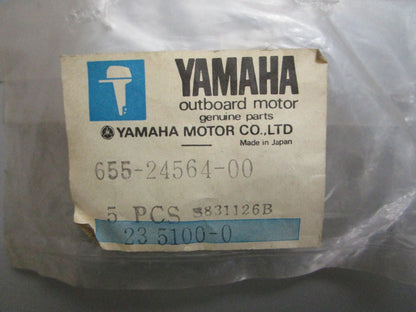 YAMAHA
outboard motor
genuine parts
YAMAHA MOTOR CO.,LTD
Made in Japan
655-24564-00
5 PCS S831126B
23 5100-0